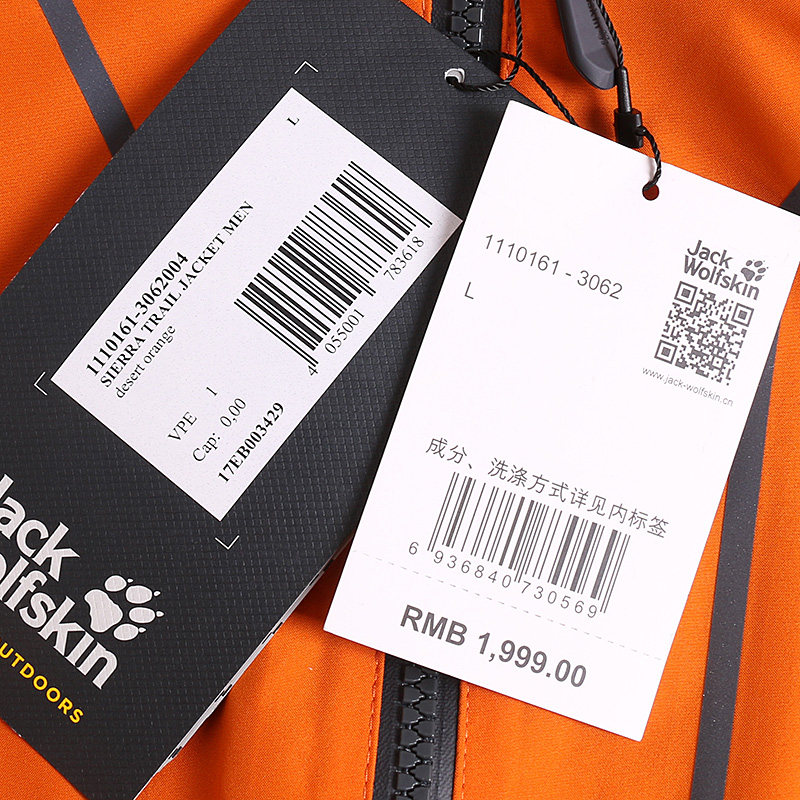 L
1110161-3062004
SIERRA TRAIL JACKET MEN
desert orange
4 055001 783618
VPE 1
Cap: 0,00
17EB003429
Jack
Wolfskin
OUTDOORS
Jack
Wolfskin
1110161 - 3062
L
www.jack-wolfskin.cn
成分、洗涤方式详见内标签
6 936840 730569
RMB 1,999.00